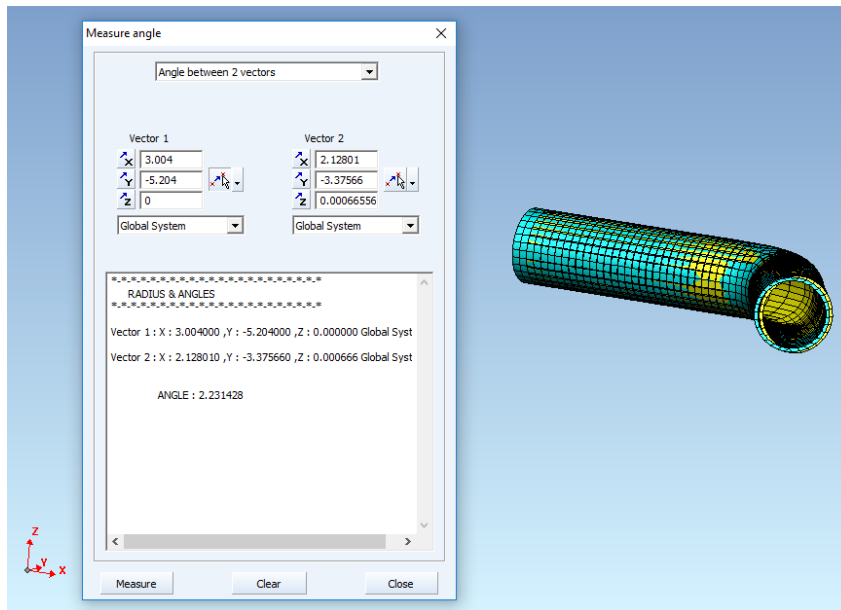 Measure angle
Angle between 2 vectors
Vector 1 Vector 2
X 3.004 X 2.12801
Y -5.204 Y -3.37566
Z 0 Z 0.00066556
Global System Global System
*-*-*-*-*-*-*-*-*-*-*-*-*-*-*-*-*-*-*-*-*-*
RADIUS & ANGLES
*-*-*-*-*-*-*-*-*-*-*-*-*-*-*-*-*-*-*-*-*-*
Vector 1 : X : 3.004000 ,Y : -5.204000 ,Z : 0.000000 Global Syst
Vector 2 : X : 2.128010 ,Y : -3.375660 ,Z : 0.000666 Global Syst
ANGLE : 2.231428
Z
Y
X
Measure Clear Close